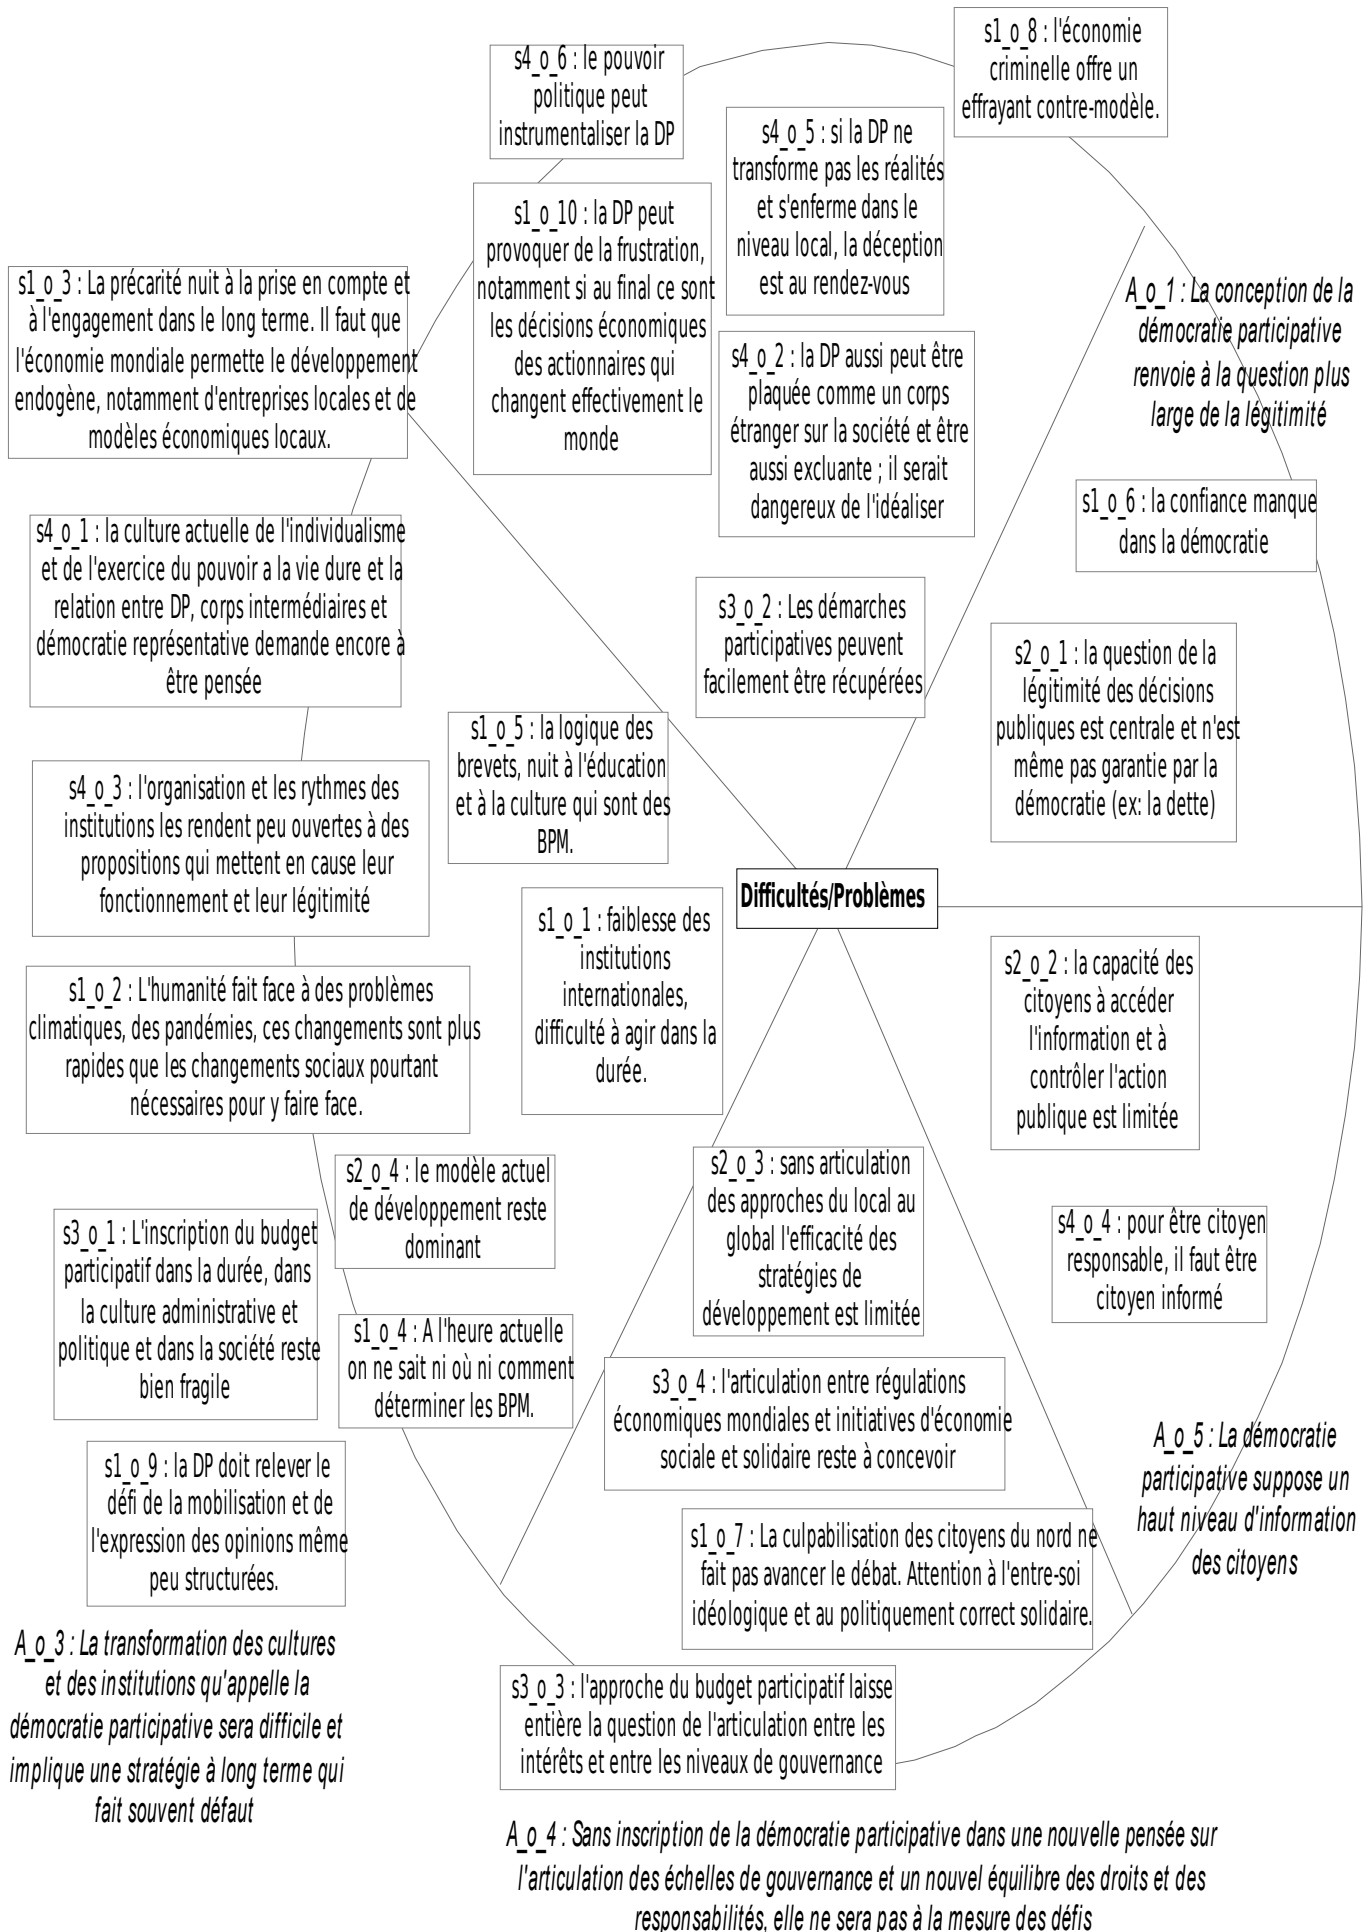 s1_o_8 : l'économie
criminelle offre un
effrayant contre-modèle.
s4_o_6 : le pouvoir
politique peut
instrumentaliser la DP
s4_o_5 : si la DP ne
transforme pas les réalités
et s'enferme dans le
niveau local, la déception
est au rendez-vous
s1_o_10 : la DP peut
provoquer de la frustration,
notamment si au final ce sont
les décisions économiques
des actionnaires qui
changent effectivement le
monde
s1_o_3 : La précarité nuit à la prise en compte et
à l'engagement dans le long terme. Il faut que
l'économie mondiale permette le développement
endogène, notamment d'entreprises locales et de
modèles économiques locaux.
A_o_1 : La conception de la
démocratie participative
renvoie à la question plus
large de la légitimité
s4_o_2 : la DP aussi peut être
plaquée comme un corps
étranger sur la société et être
aussi excluante ; il serait
dangereux de l'idéaliser
s1_o_6 : la confiance manque
dans la démocratie
s4_o_1 : la culture actuelle de l'individualisme
et de l'exercice du pouvoir a la vie dure et la
relation entre DP, corps intermédiaires et
démocratie représentative demande encore à
être pensée
s3_o_2 : Les démarches
participatives peuvent
facilement être récupérées
s2_o_1 : la question de la
légitimité des décisions
publiques est centrale et n'est
même pas garantie par la
démocratie (ex: la dette)
s1_o_5 : la logique des
brevets, nuit à l'éducation
et à la culture qui sont des
BPM.
s4_o_3 : l'organisation et les rythmes des
institutions les rendent peu ouvertes à des
propositions qui mettent en cause leur
fonctionnement et leur légitimité
Difficultés/Problèmes
s1_o_1 : faiblesse des
institutions
internationales,
difficulté à agir dans la
durée.
s2_o_2 : la capacité des
citoyens à accéder
l'information et à
contrôler l'action
publique est limitée
s1_o_2 : L'humanité fait face à des problèmes
climatiques, des pandémies, ces changements sont plus
rapides que les changements sociaux pourtant
nécessaires pour y faire face.
s2_o_4 : le modèle actuel
de développement reste
dominant
s2_o_3 : sans articulation
des approches du local au
global l'efficacité des
stratégies de
développement est limitée
s4_o_4 : pour être citoyen
responsable, il faut être
citoyen informé
s3_o_1 : L'inscription du budget
participatif dans la durée, dans
la culture administrative et
politique et dans la société reste
bien fragile
s1_o_4 : A l'heure actuelle
on ne sait ni où ni comment
déterminer les BPM.
s3_o_4 : l'articulation entre régulations
économiques mondiales et initiatives d'économie
sociale et solidaire reste à concevoir
A_o_5 : La démocratie
participative suppose un
haut niveau d'information
des citoyens
s1_o_9 : la DP doit relever le
défi de la mobilisation et de
l'expression des opinions même
peu structurées.
s1_o_7 : La culpabilisation des citoyens du nord ne
fait pas avancer le débat. Attention à l'entre-soi
idéologique et au politiquement correct solidaire.
A_o_3 : La transformation des cultures
et des institutions qu'appelle la
démocratie participative sera difficile et
implique une stratégie à long terme qui
fait souvent défaut
s3_o_3 : l'approche du budget participatif laisse
entière la question de l'articulation entre les
intérêts et entre les niveaux de gouvernance
A_o_4 : Sans inscription de la démocratie participative dans une nouvelle pensée sur
l'articulation des échelles de gouvernance et un nouvel équilibre des droits et des
responsabilités, elle ne sera pas à la mesure des défis